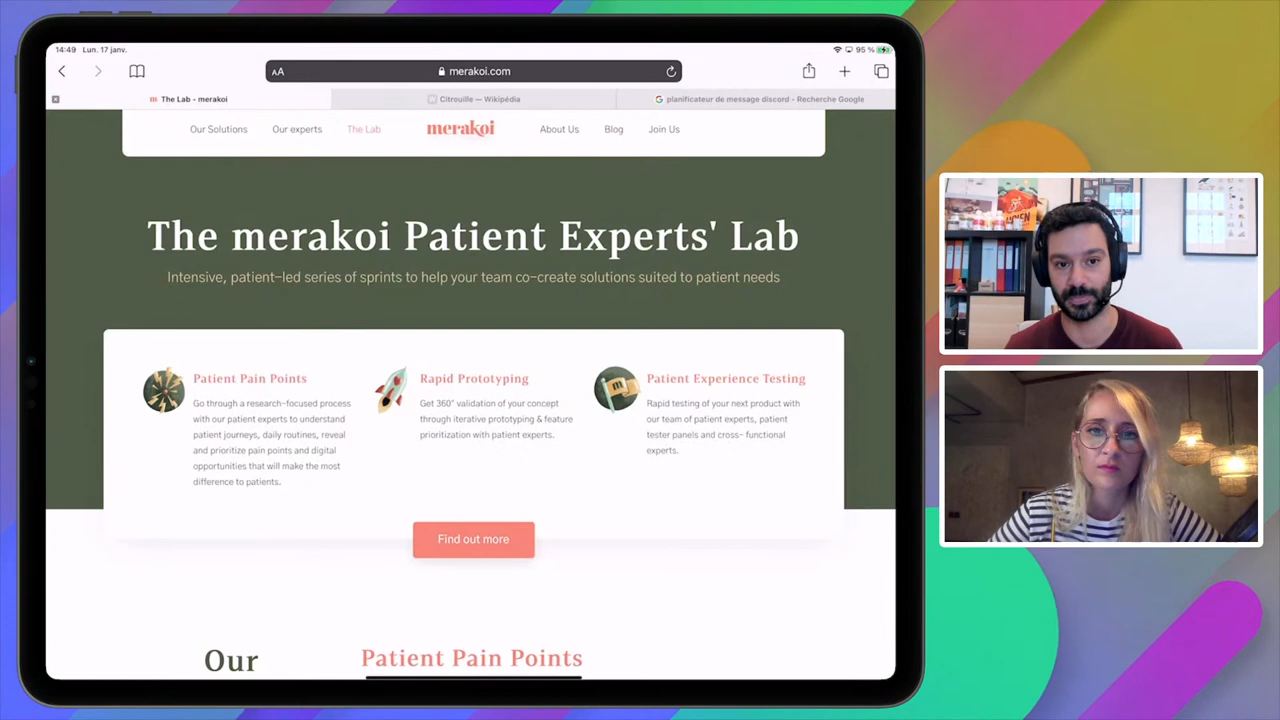 14:49 Lun. 17 janv.
95 %
AA
merakoi.com
The Lab - merakoi
W Citrouille — Wikipédia
G planificateur de message discord - Recherche Google
Our Solutions
Our experts
The Lab
merakoi
About Us
Blog
Join Us
The merakoi Patient Experts' Lab
Intensive, patient-led series of sprints to help your team co-create solutions suited to patient needs
Patient Pain Points
Go through a research-focused process
with our patient experts to understand
patient journeys, daily routines, reveal
and prioritize pain points and digital
opportunities that will make the most
difference to patients.
Rapid Prototyping
Get 360° validation of your concept
through iterative prototyping & feature
prioritization with patient experts.
Patient Experience Testing
Rapid testing of your next product with
our team of patient experts, patient
tester panels and cross- functional
experts.
Find out more
Our
Patient Pain Points